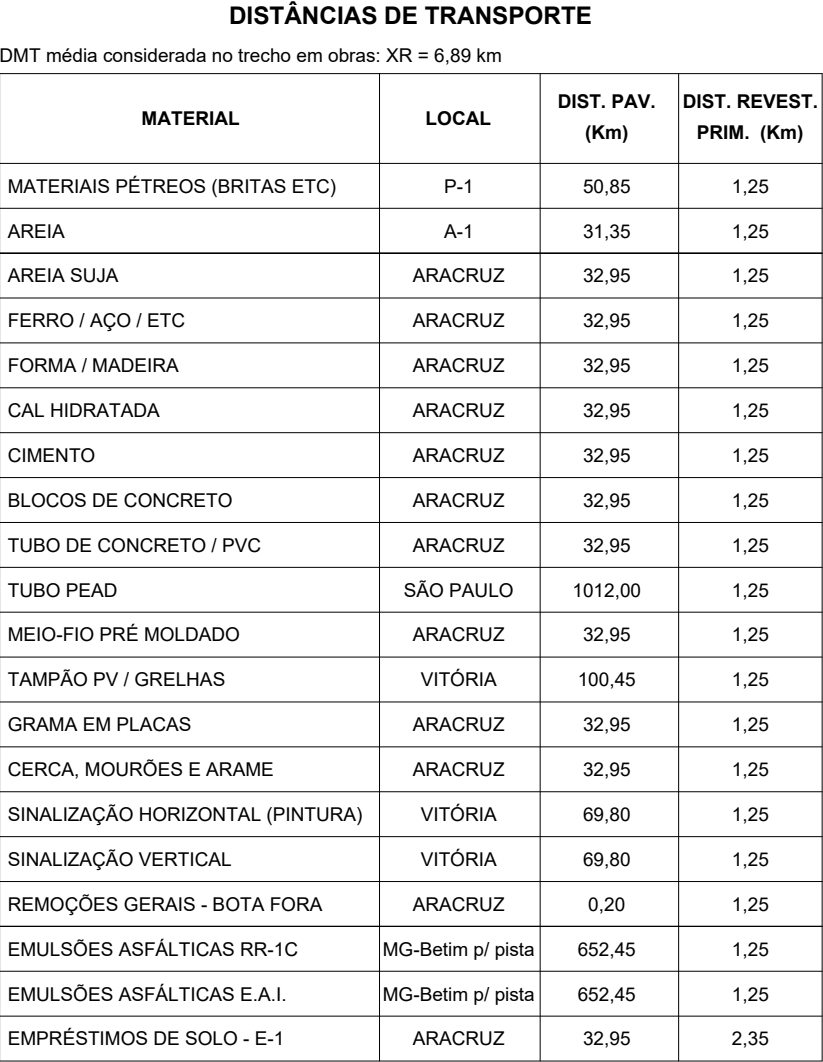 DISTÂNCIAS DE TRANSPORTE
DMT média considerada no trecho em obras: XR = 6,89 km
MATERIAL LOCAL DIST. PAV. (Km) DIST. REVEST. PRIM. (Km)
MATERIAIS PÉTREOS (BRITAS ETC) P-1 50,85 1,25
AREIA A-1 31,35 1,25
AREIA SUJA ARACRUZ 32,95 1,25
FERRO / AÇO / ETC ARACRUZ 32,95 1,25
FORMA / MADEIRA ARACRUZ 32,95 1,25
CAL HIDRATADA ARACRUZ 32,95 1,25
CIMENTO ARACRUZ 32,95 1,25
BLOCOS DE CONCRETO ARACRUZ 32,95 1,25
TUBO DE CONCRETO / PVC ARACRUZ 32,95 1,25
TUBO PEAD SÃO PAULO 1012,00 1,25
MEIO-FIO PRÉ MOLDADO ARACRUZ 32,95 1,25
TAMPÃO PV / GRELHAS VITÓRIA 100,45 1,25
GRAMA EM PLACAS ARACRUZ 32,95 1,25
CERCA, MOURÕES E ARAME ARACRUZ 32,95 1,25
SINALIZAÇÃO HORIZONTAL (PINTURA) VITÓRIA 69,80 1,25
SINALIZAÇÃO VERTICAL VITÓRIA 69,80 1,25
REMOÇÕES GERAIS - BOTA FORA ARACRUZ 0,20 1,25
EMULSÕES ASFÁLTICAS RR-1C MG-Betim p/ pista 652,45 1,25
EMULSÕES ASFÁLTICAS E.A.I. MG-Betim p/ pista 652,45 1,25
EMPRÉSTIMOS DE SOLO - E-1 ARACRUZ 32,95 2,35